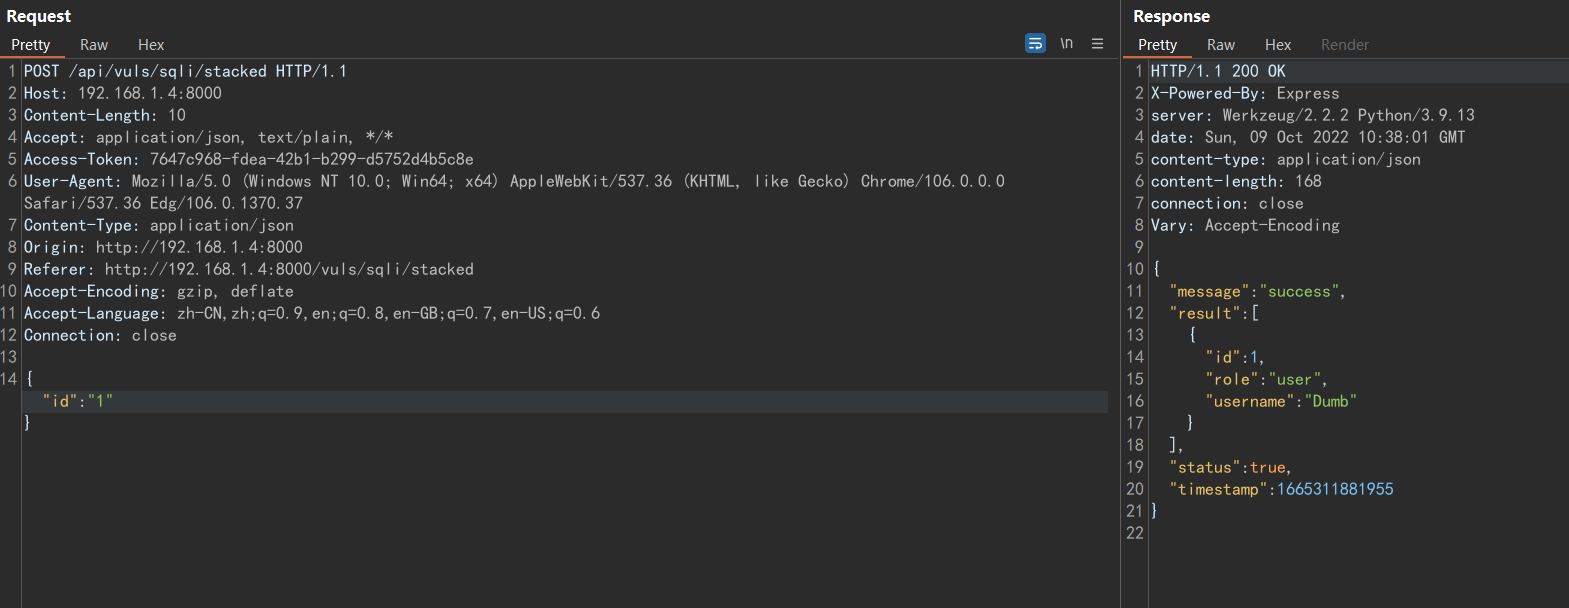 Request
Pretty Raw Hex \n
1 POST /api/vuls/sqli/stacked HTTP/1.1
2 Host: 192.168.1.4:8000
3 Content-Length: 10
4 Accept: application/json, text/plain, */*
5 Access-Token: 7647c968-fdea-42b1-b299-d5752d4b5c8e
6 User-Agent: Mozilla/5.0 (Windows NT 10.0; Win64; x64) AppleWebKit/537.36 (KHTML, like Gecko) Chrome/106.0.0.0
Safari/537.36 Edg/106.0.1370.37
7 Content-Type: application/json
8 Origin: http://192.168.1.4:8000
9 Referer: http://192.168.1.4:8000/vuls/sqli/stacked
10 Accept-Encoding: gzip, deflate
11 Accept-Language: zh-CN,zh;q=0.9,en;q=0.8,en-GB;q=0.7,en-US;q=0.6
12 Connection: close
13
14 {
"id":"1"
}
Response
Pretty Raw Hex Render
1 HTTP/1.1 200 OK
2 X-Powered-By: Express
3 server: Werkzeug/2.2.2 Python/3.9.13
4 date: Sun, 09 Oct 2022 10:38:01 GMT
5 content-type: application/json
6 content-length: 168
7 connection: close
8 Vary: Accept-Encoding
9
10 {
11 "message":"success",
12 "result":[
13 {
14 "id":1,
15 "role":"user",
16 "username":"Dumb"
17 }
18 ],
19 "status":true,
20 "timestamp":1665311881955
21 }
22